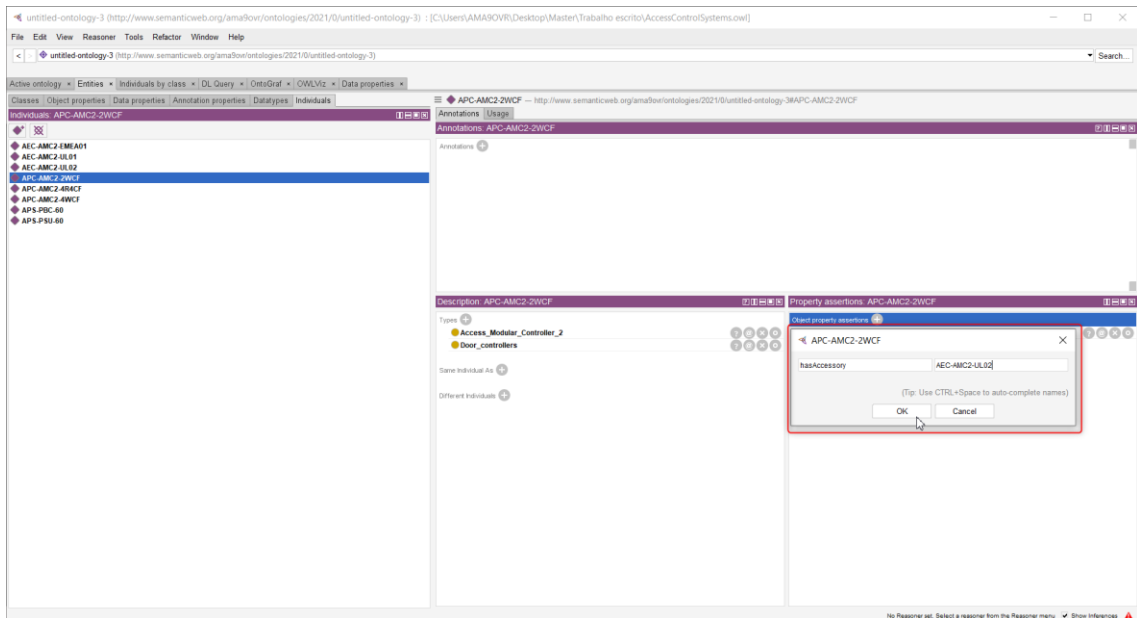 untitled-ontology-3 (http://www.semanticweb.org/ama9ovr/ontologies/2021/0/untitled-ontology-3) : [C:\Users\AMA9OVR\Desktop\Master\Trabalho escrito\AccessControlSystems.owl]
File Edit View Reasoner Tools Refactor Window Help
< > untitled-ontology-3 (http://www.semanticweb.org/ama9ovr/ontologies/2021/0/untitled-ontology-3) Search...
Active ontology × Entities × Individuals by class × DL Query × OntoGraf × OWLViz × Data properties ×
Classes Object properties Data properties Annotation properties Datatypes Individuals
Individuals: APC-AMC2-2WCF
AEC-AMC2-EMEA01
AEC-AMC2-UL01
AEC-AMC2-UL02
APC-AMC2-2WCF
APC-AMC2-4R4CF
APC-AMC2-4WCF
APS-PBC-60
APS-PSU-60
APC-AMC2-2WCF — http://www.semanticweb.org/ama9ovr/ontologies/2021/0/untitled-ontology-3#APC-AMC2-2WCF
Annotations Usage
Annotations: APC-AMC2-2WCF
Annotations
Description: APC-AMC2-2WCF
Types
Access_Modular_Controller_2
Door_controllers
Same Individual As
Different Individuals
Property assertions: APC-AMC2-2WCF
Object property assertions
APC-AMC2-2WCF
hasAccessory AEC-AMC2-UL02
(Tip: Use CTRL+Space to auto-complete names)
OK Cancel
No Reasoner set. Select a reasoner from the Reasoner menu Show Inferences